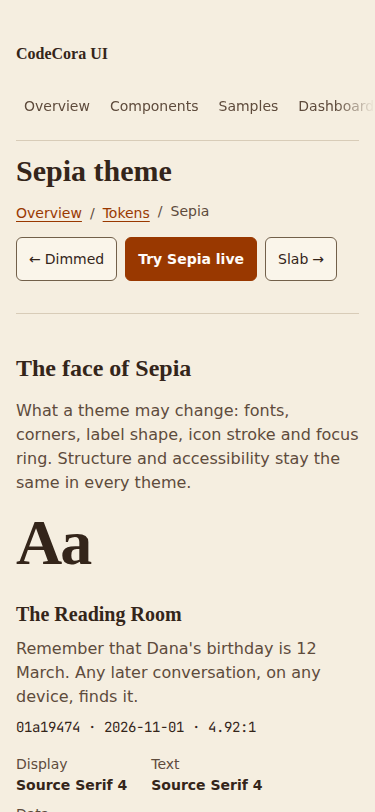 CodeCora UI
Overview Components Samples Dashboard
Sepia theme
Overview / Tokens / Sepia
← Dimmed Try Sepia live Slab →
The face of Sepia
What a theme may change: fonts,
corners, label shape, icon stroke and focus
ring. Structure and accessibility stay the
same in every theme.
Aa
The Reading Room
Remember that Dana's birthday is 12
March. Any later conversation, on any
device, finds it.
01a19474 · 2026-11-01 · 4.92:1
Display Text
Source Serif 4 Source Serif 4